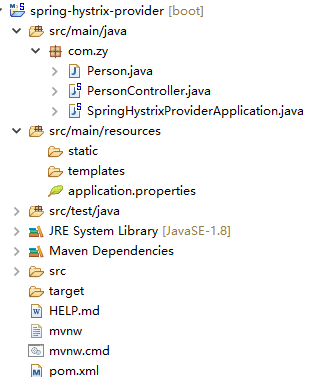 spring-hystrix-provider [boot]
src/main/java
com.zy
Person.java
PersonController.java
SpringHystrixProviderApplication.java
src/main/resources
static
templates
application.properties
src/test/java
JRE System Library [JavaSE-1.8]
Maven Dependencies
src
target
HELP.md
mvnw
mvnw.cmd
pom.xml